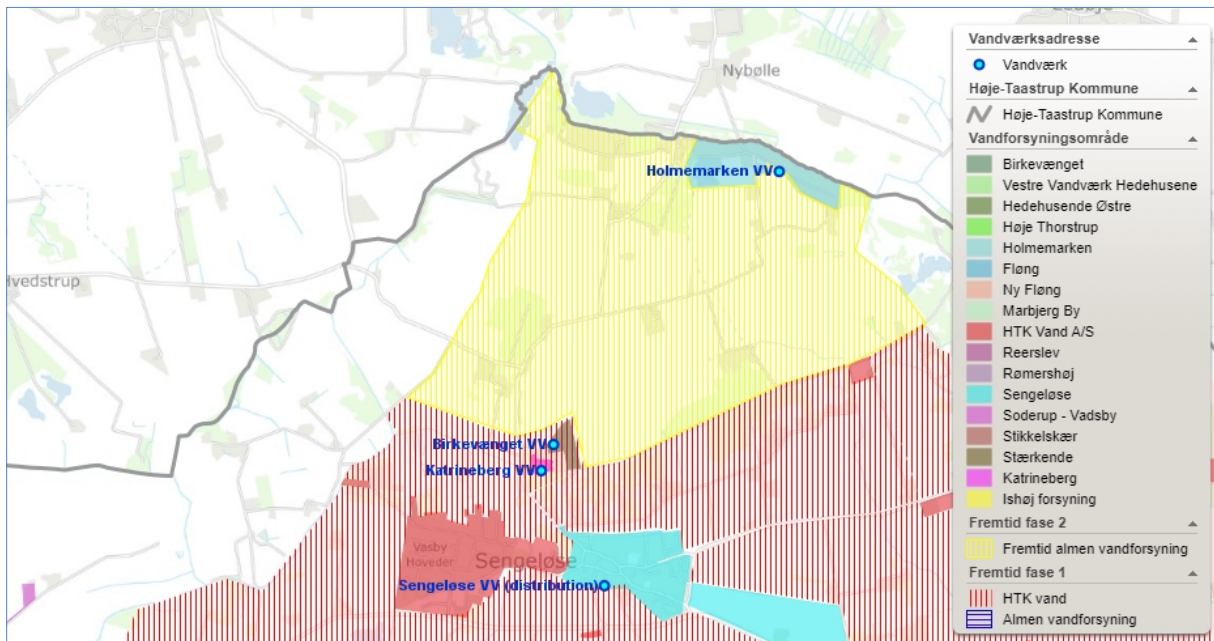 Nybølle
Holmemarken VV
Hvedstrup
Birkevænget VV
Katrineberg VV
Vasby
Hoveder
Sengeløse
Sengeløse VV (distribution)
Vandværksadresse
Vandværk
Høje-Taastrup Kommune
Høje-Taastrup Kommune
Vandforsyningsområde
Birkevænget
Vestre Vandværk Hedehusene
Hedehusende Østre
Høje Thorstrup
Holmemarken
Fløng
Ny Fløng
Marbjerg By
HTK Vand A/S
Reerslev
Rømershøj
Sengeløse
Soderup - Vadsby
Stikkelskær
Stærkende
Katrineberg
Ishøj forsyning
Fremtid fase 2
Fremtid almen vandforsyning
Fremtid fase 1
HTK vand
Almen vandforsyning